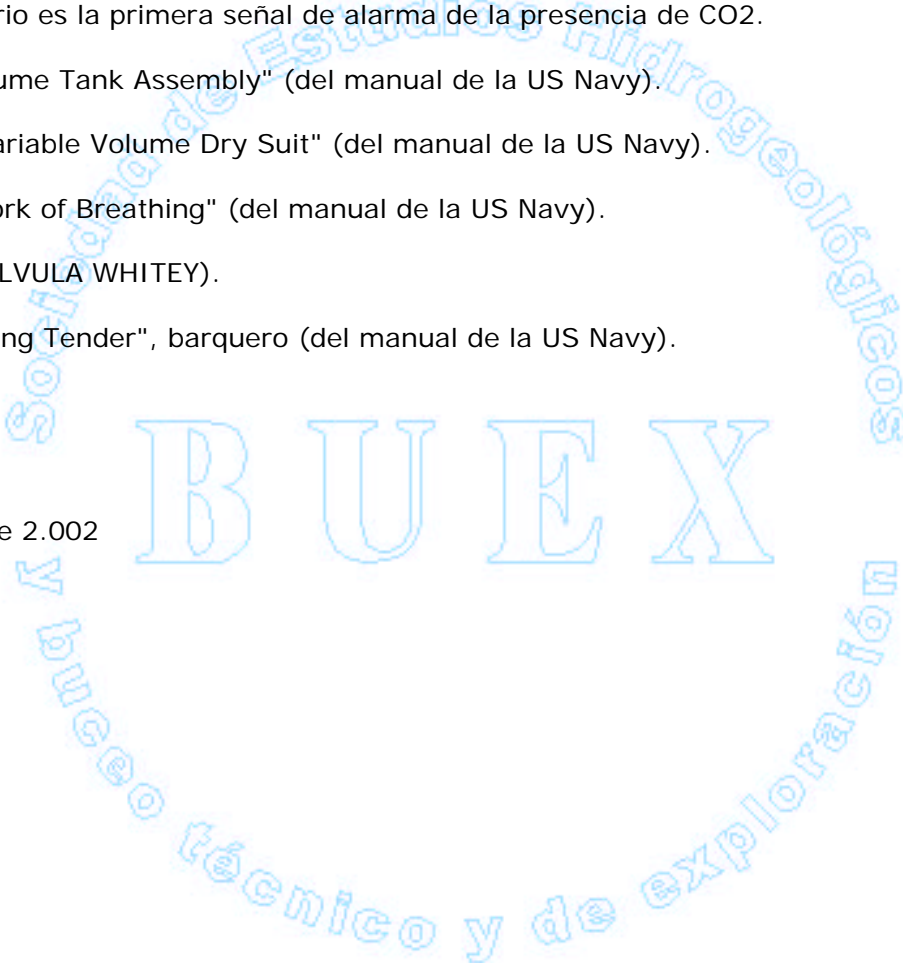 rio es la primera señal de alarma de la presencia de CO2.
ume Tank Assembly" (del manual de la US Navy).
ariable Volume Dry Suit" (del manual de la US Navy).
ork of Breathing" (del manual de la US Navy).
LVULA WHITEY).
ng Tender", barquero (del manual de la US Navy).
e 2.002
Sociedad de Estudios Hidrogeológicos
B U E X
y buceo técnico y de exploración